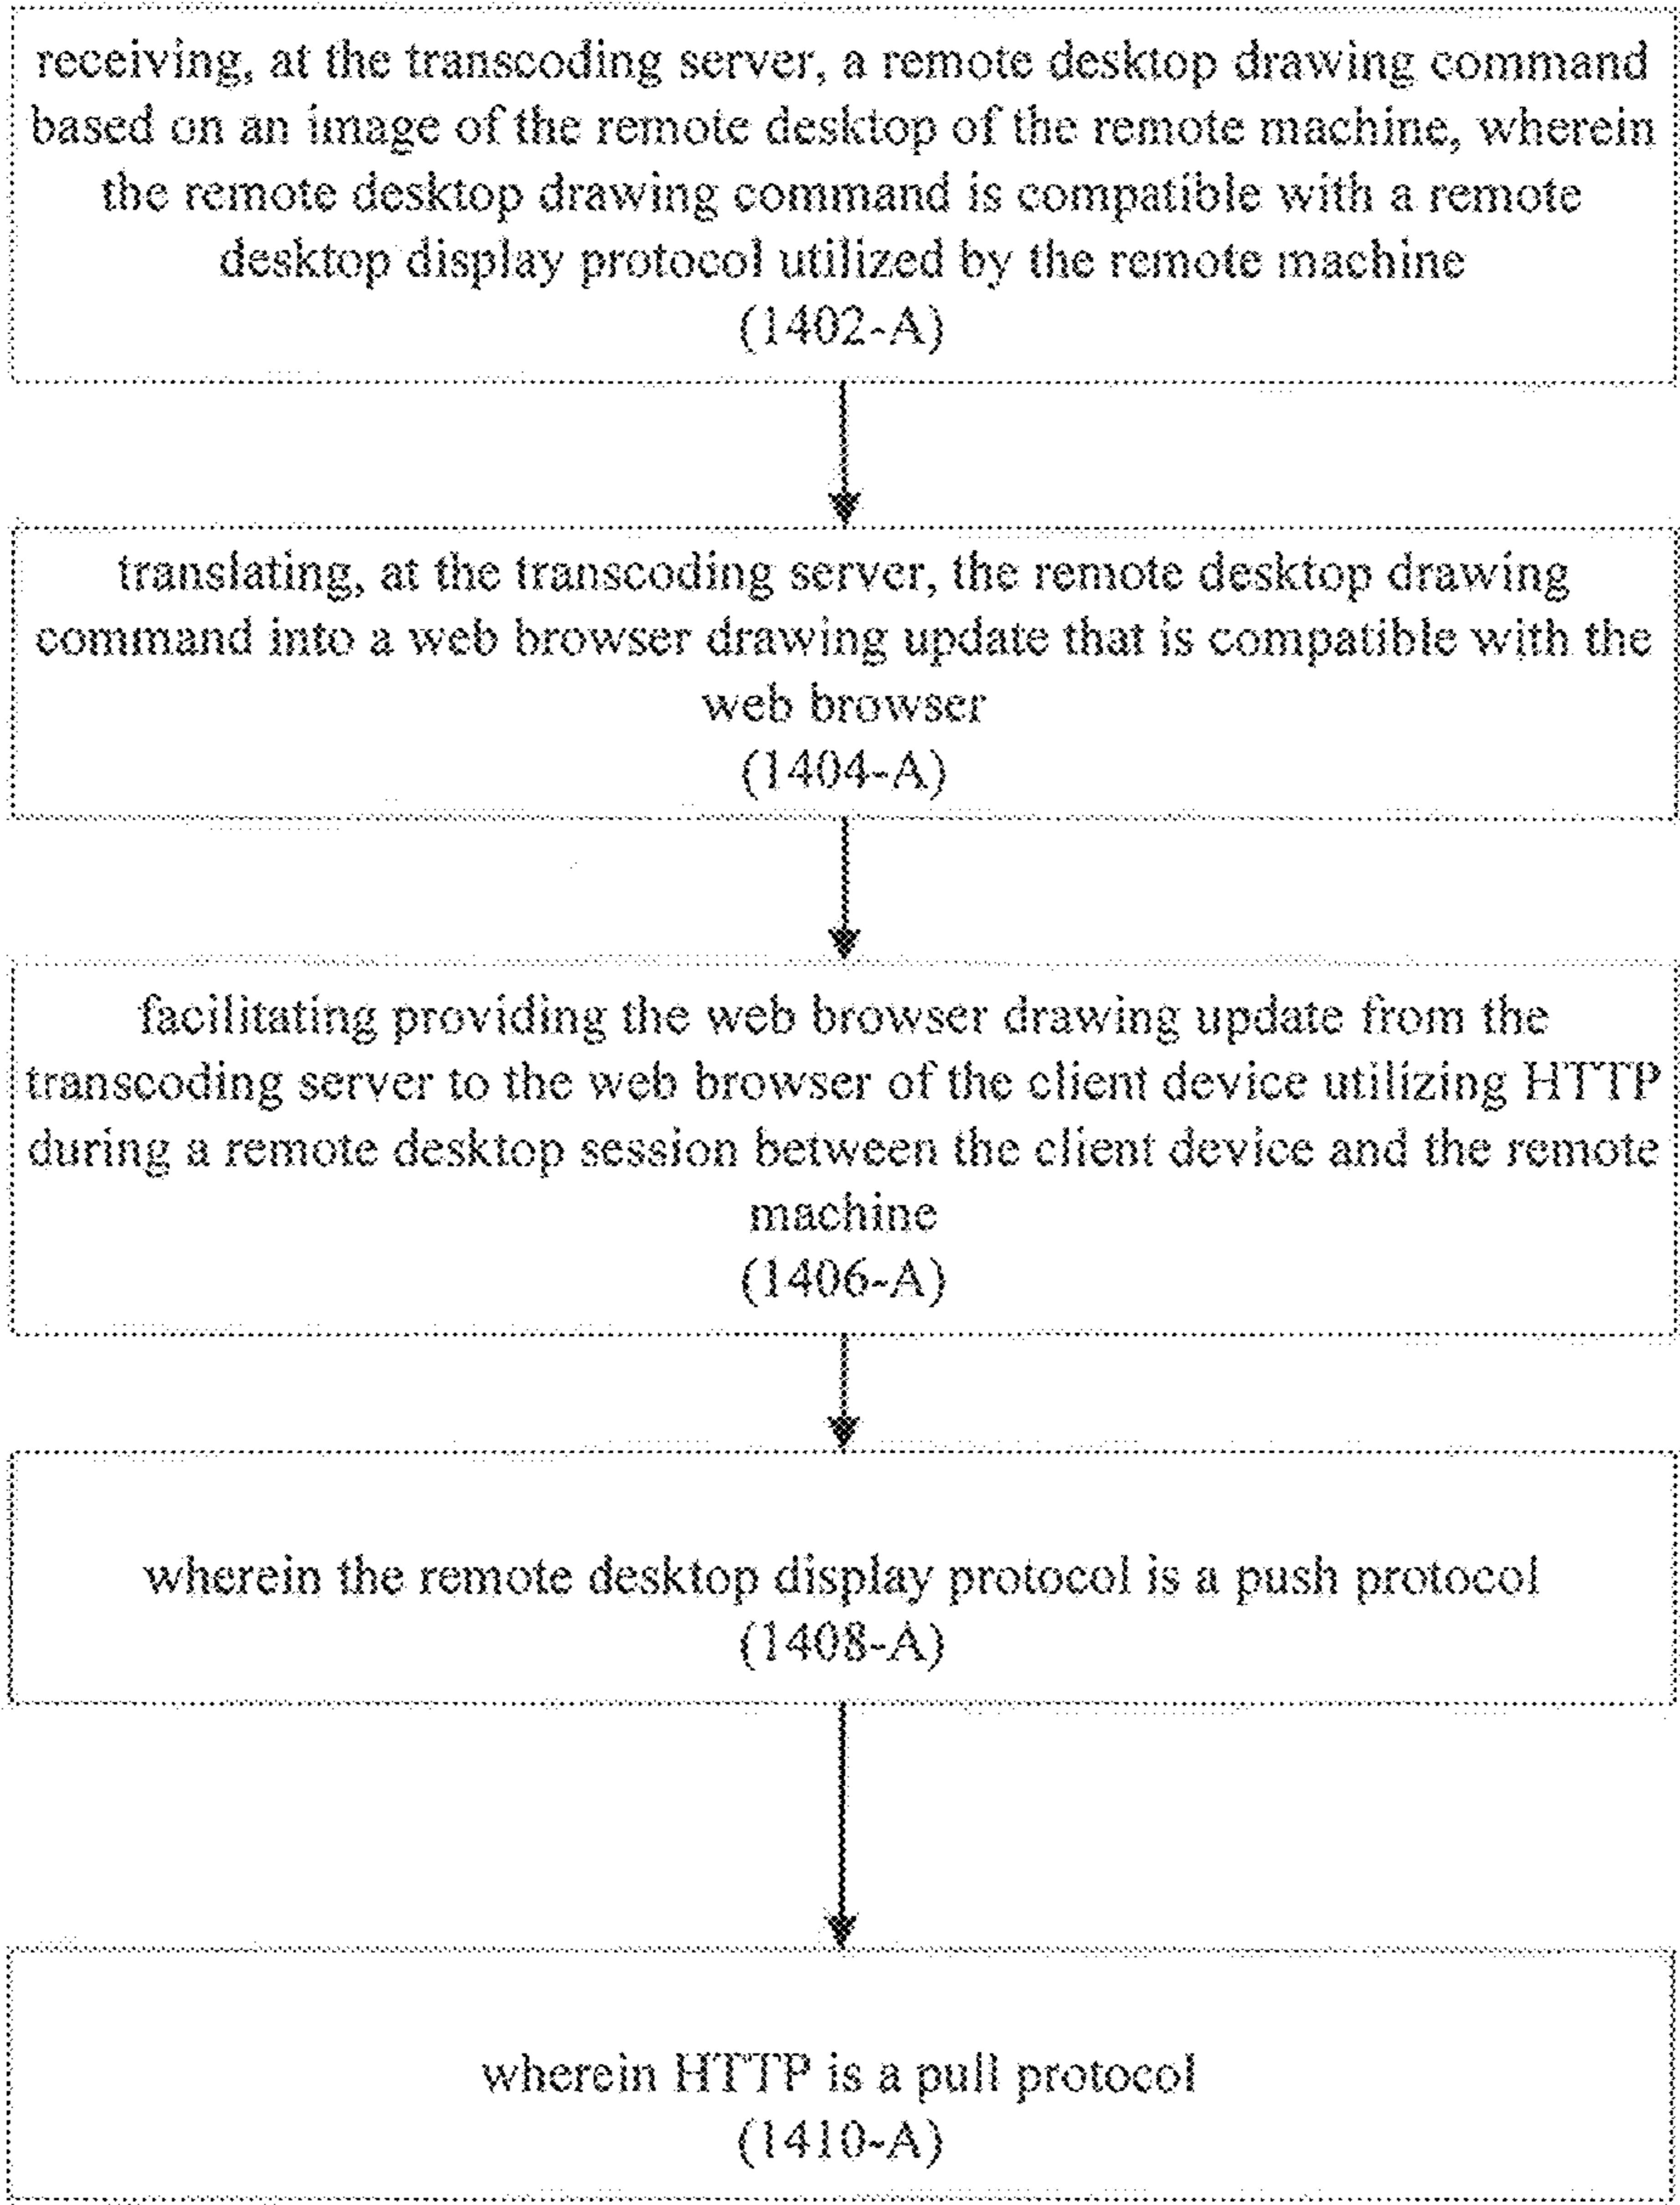 receiving, at the transcoding server, a remote desktop drawing command
based on an image of the remote desktop of the remote machine, wherein
the remote desktop drawing command is compatible with a remote
desktop display protocol utilized by the remote machine
(1402-A)
translating, at the transcoding server, the remote desktop drawing
command into a web browser drawing update that is compatible with the
web browser
(1404-A)
facilitating providing the web browser drawing update from the
transcoding server to the web browser of the client device utilizing HTTP
during a remote desktop session between the client device and the remote
machine
(1406-A)
wherein the remote desktop display protocol is a push protocol
(1408-A)
wherein HTTP is a pull protocol
(1410-A)